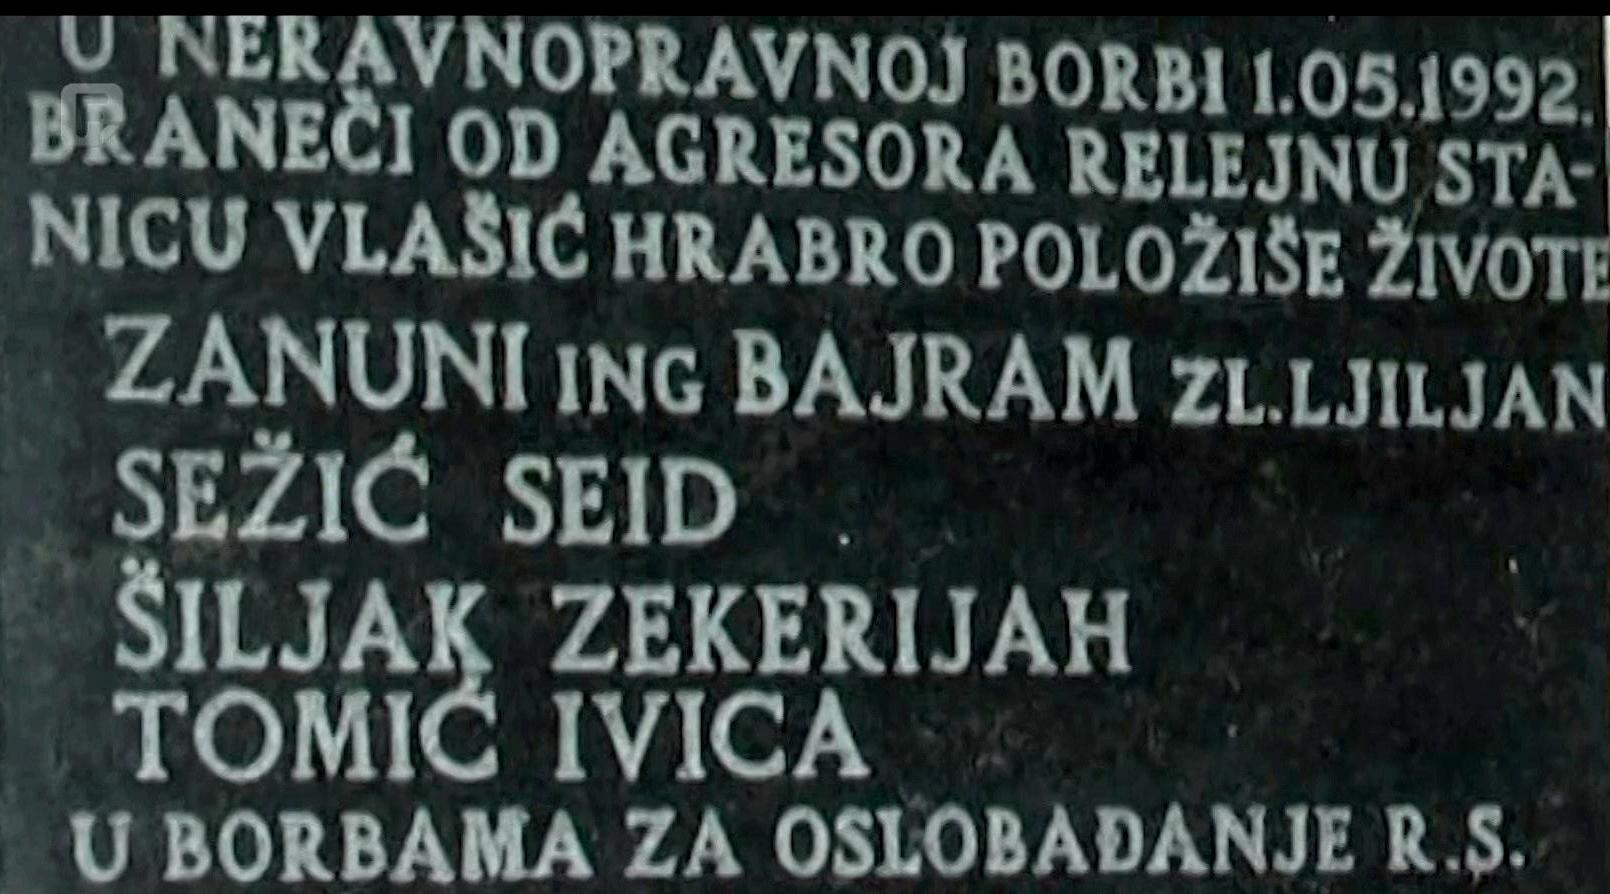 U NERAVNOPRAVNOJ BORBI 1.05.1992.
BRANEČI OD AGRESORA RELEJNU STA-
NICU VLAŠIĆ HRABRO POLOŽIŠE ŽIVOTE
ZANUNI ING BAJRAM ZL.LJILJAN
SEŽIĆ SEID
ŠILJAK ZEKERIJAH
TOMIĆ IVICA
U BORBAMA ZA OSLOBAĐANJE R.Š.